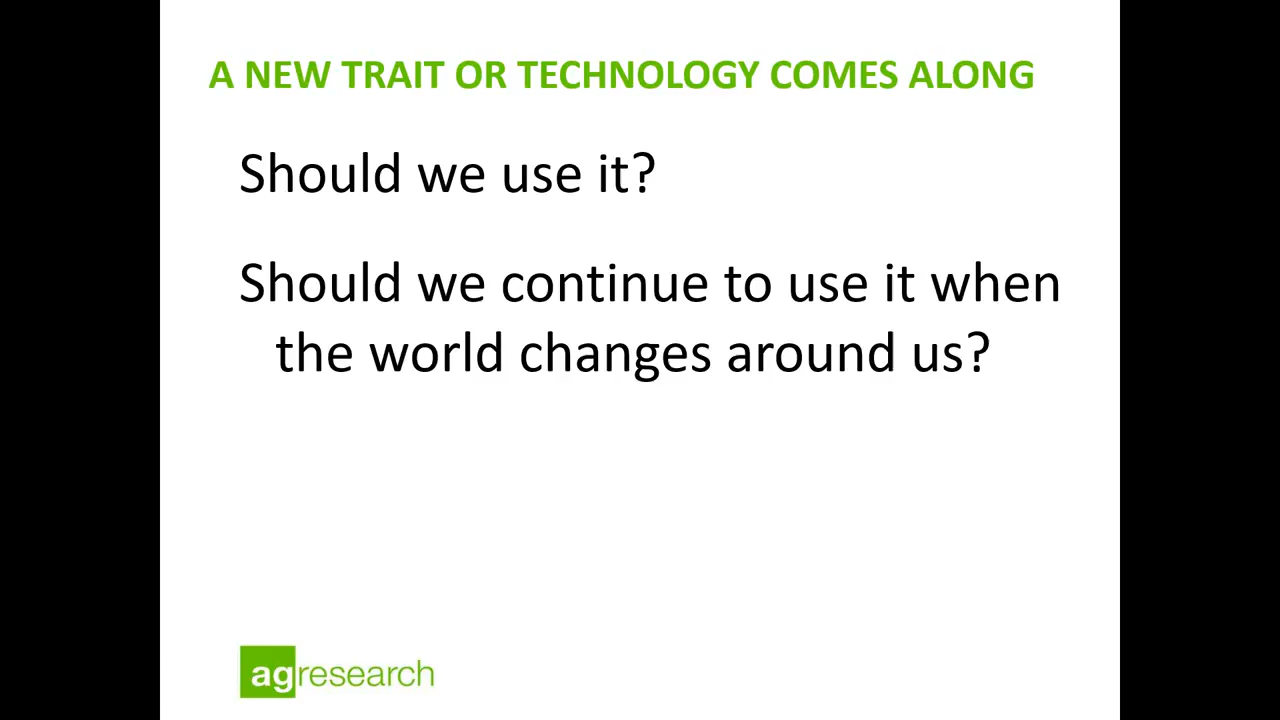 A NEW TRAIT OR TECHNOLOGY COMES ALONG
Should we use it?
Should we continue to use it when
the world changes around us?
agresearch